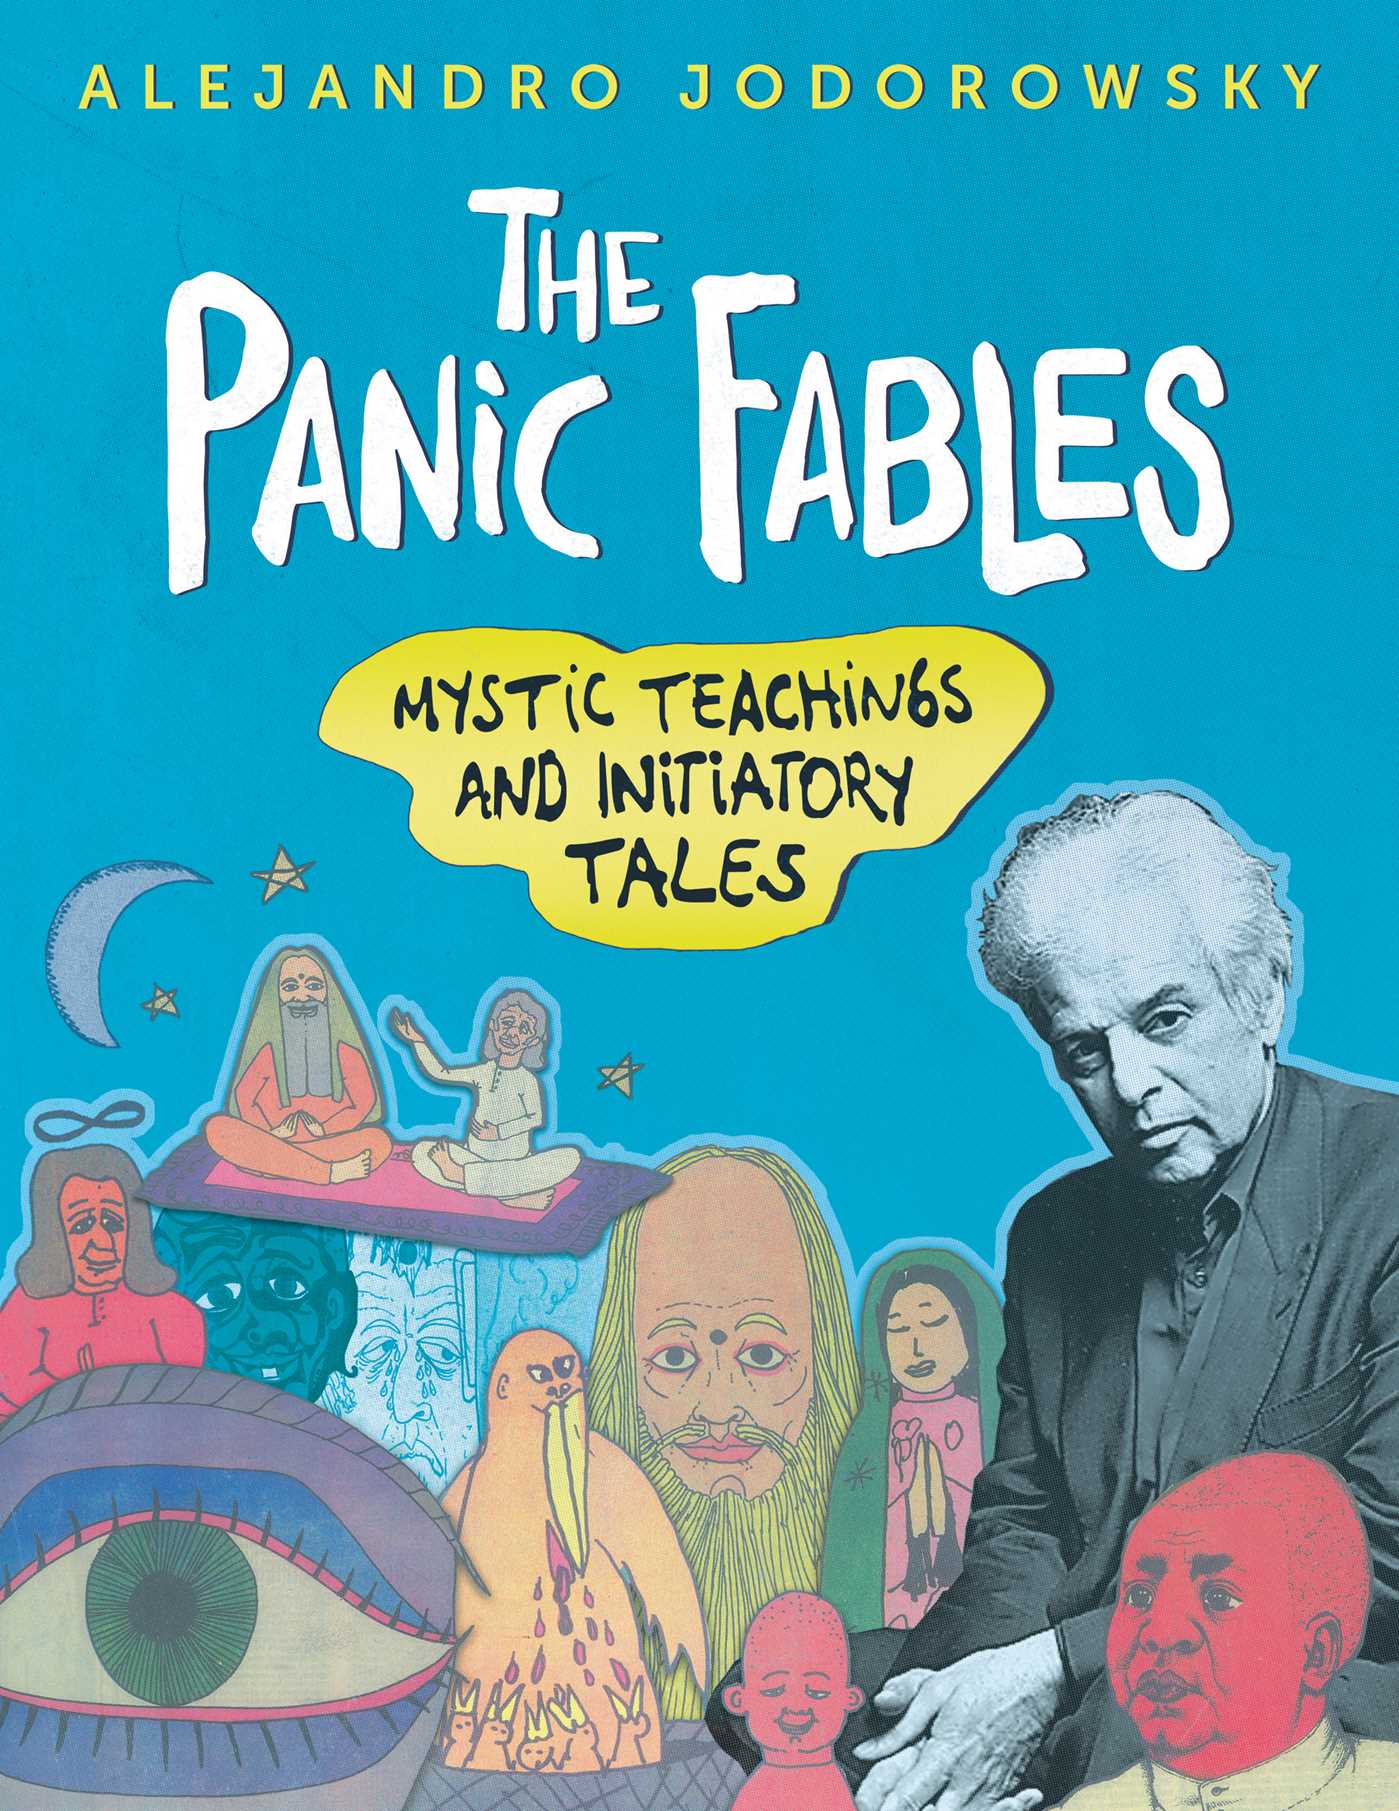 ALEJANDRO JODOROWSKY
THE
PANiC FABLES
MYSTiC TEACHiNGS
AND INiTiATORY
TALES